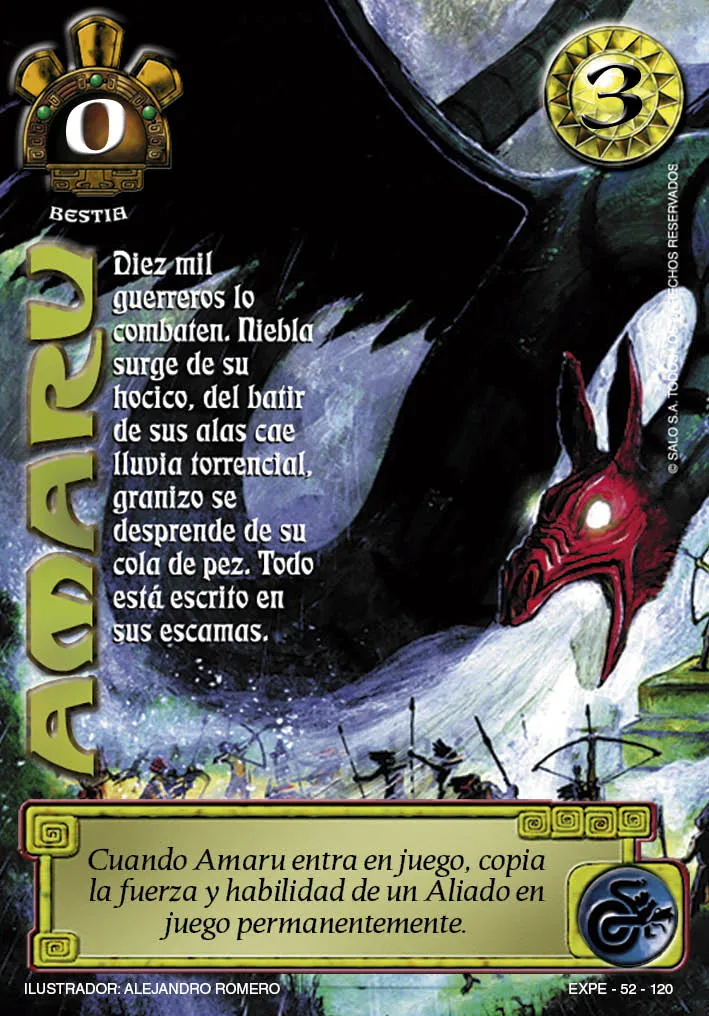 0
3
BESTIA
AMARU
Diez mil
guerreros lo
combaten. Niebla
surge de su
hocico, del batir
de sus alas cae
lluvia torrencial,
granizo se
desprende de su
cola de pez. Todo
está escrito en
sus escamas.
© SALO S.A. TODOS LOS DERECHOS RESERVADOS
Cuando Amaru entra en juego, copia
la fuerza y habilidad de un Aliado en
juego permanentemente.
ILUSTRADOR: ALEJANDRO ROMERO
EXPE - 52 - 120